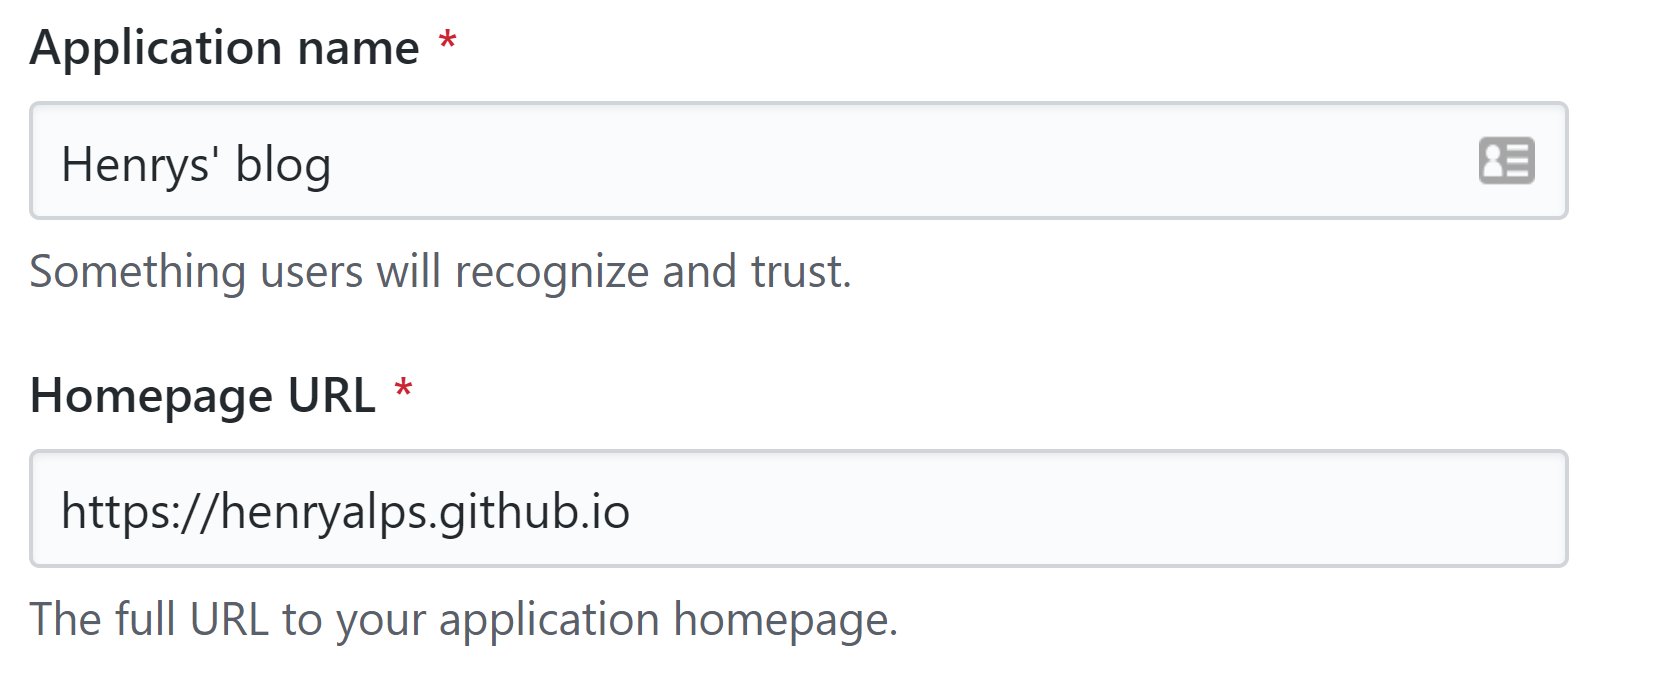 Application name *
Henrys' blog
Something users will recognize and trust.
Homepage URL *
https://henryalps.github.io
The full URL to your application homepage.